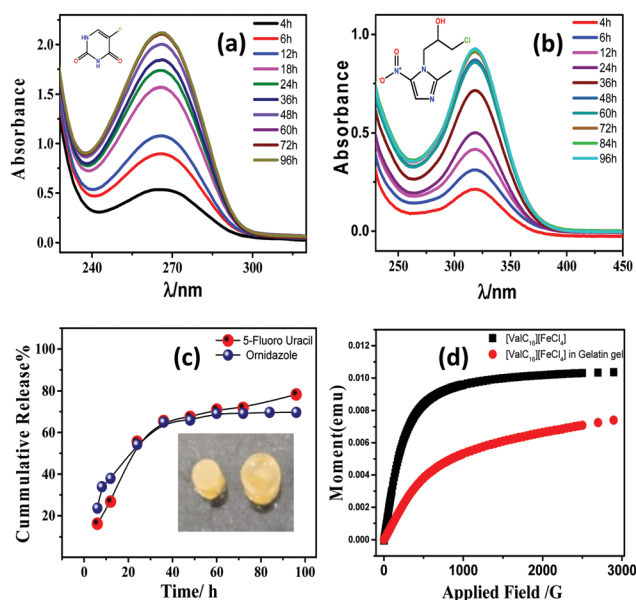 (a)
4h
6h
12h
18h
24h
36h
48h
60h
72h
96h
F
HN
O
NH
O
2.0
1.5
1.0
0.5
0.0
Absorbance
240
270
300
λ/nm
(b)
4h
6h
12h
24h
36h
48h
60h
72h
84h
96h
OH
Cl
O
N+
-O
N
N
1.0
0.5
0.0
Absorbance
250
300
350
400
450
λ/nm
(c)
5-Fluoro Uracil
Ornidazole
100
80
60
40
20
0
Cummulative Release%
0
20
40
60
80
100
Time/ h
(d)
[ValC16][FeCl4]
[ValC16][FeCl4] in Gelatin gel
0.012
0.010
0.008
0.006
0.004
0.002
0.000
Moment(emu)
0
1000
2000
3000
Applied Field /G